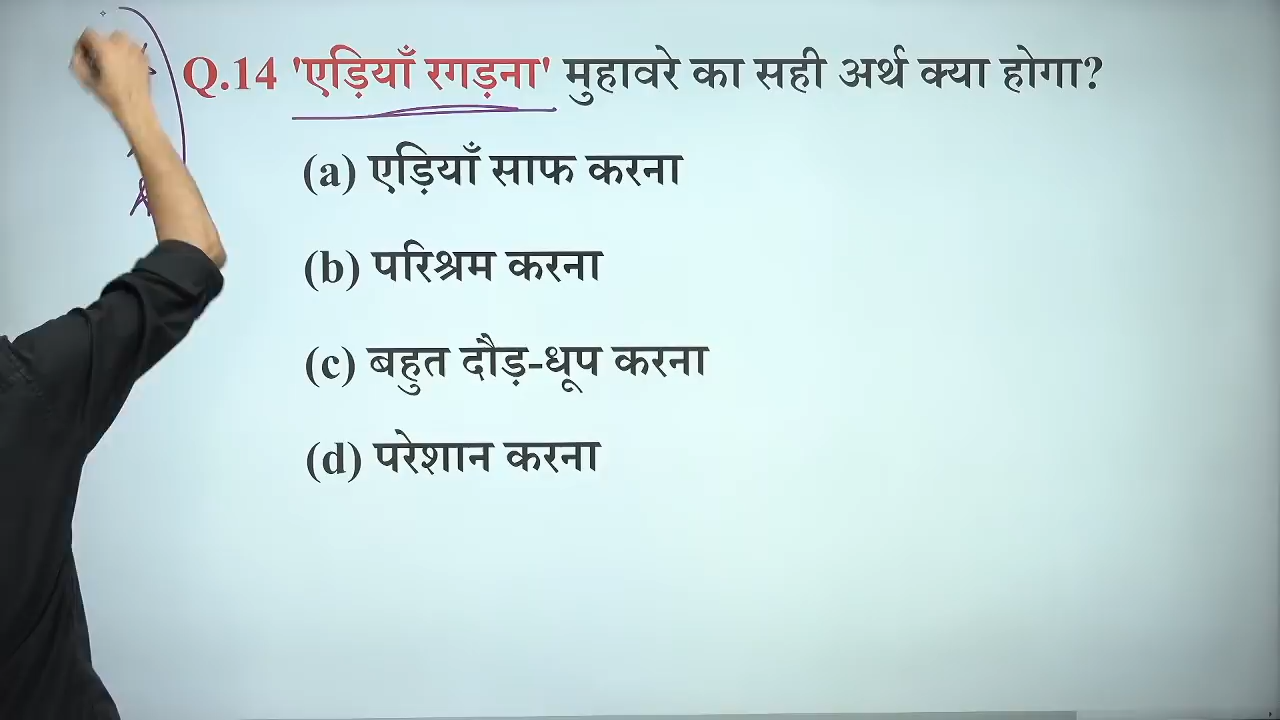 Q.14 'एड़ियाँ रगड़ना' मुहावरे का सही अर्थ क्या होगा?
(a) एड़ियाँ साफ करना
(b) परिश्रम करना
(c) बहुत दौड़-धूप करना
(d) परेशान करना